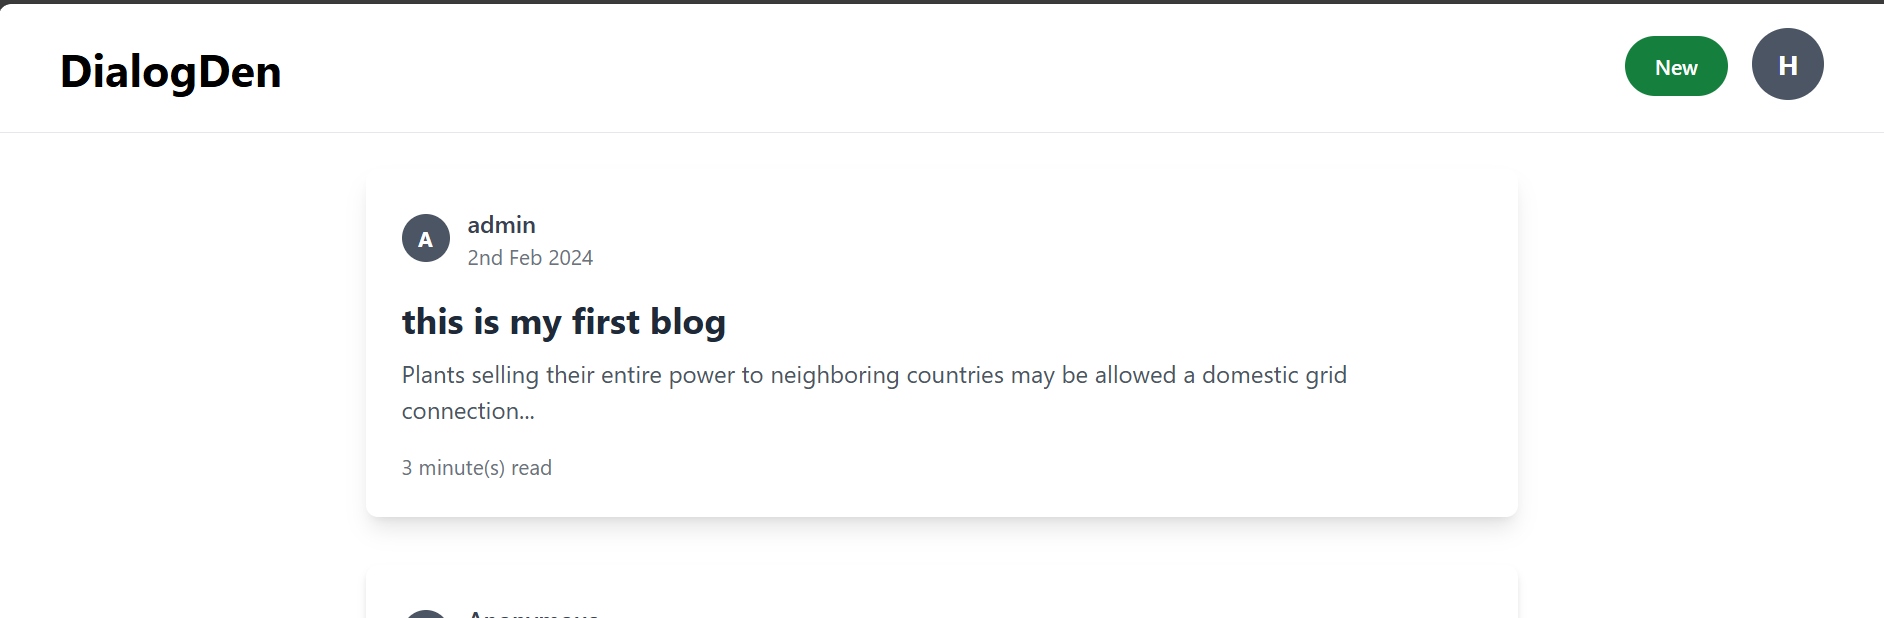 DialogDen
New
H
A
admin
2nd Feb 2024
this is my first blog
Plants selling their entire power to neighboring countries may be allowed a domestic grid
connection...
3 minute(s) read